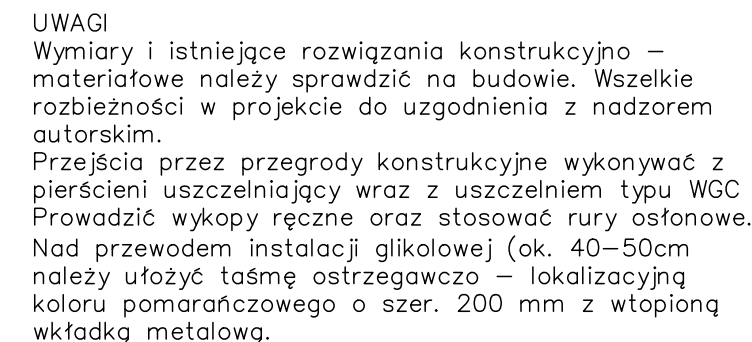 UWAGI
Wymiary i istniejące rozwiązania konstrukcyjno –
materiałowe należy sprawdzić na budowie. Wszelkie
rozbieżności w projekcie do uzgodnienia z nadzorem
autorskim.
Przejścia przez przegrody konstrukcyjne wykonywać z
pierścieni uszczelniający wraz z uszczelniem typu WGC
Prowadzić wykopy ręczne oraz stosować rury osłonowe.
Nad przewodem instalacji glikolowej (ok. 40–50cm
należy ułożyć taśmę ostrzegawczo – lokalizacyjną
koloru pomarańczowego o szer. 200 mm z wtopioną
wkładką metalową.